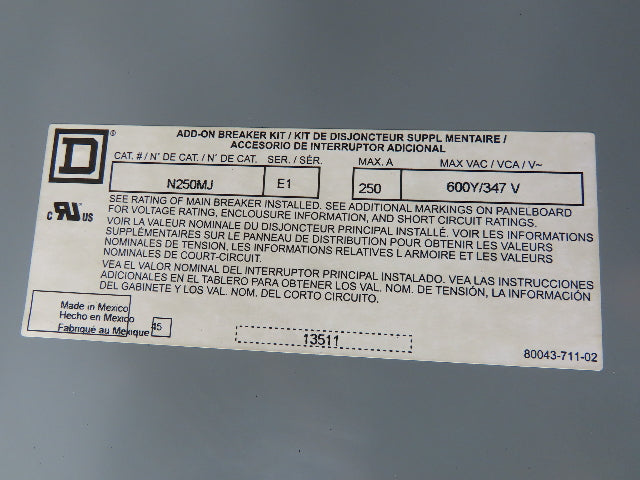 D ®
ADD-ON BREAKER KIT / KIT DE DISJONCTEUR SUPPL MENTAIRE /
ACCESORIO DE INTERRUPTOR ADICIONAL
CAT. # / N° DE CAT. / N° DE CAT. SER. / SÉR. MAX. A MAX VAC / VCA / V~
N250MJ E1 250 600Y/347 V
SEE RATING OF MAIN BREAKER INSTALLED. SEE ADDITIONAL MARKINGS ON PANELBOARD
FOR VOLTAGE RATING, ENCLOUSURE INFORMATION, AND SHORT CIRCUIT RATINGS.
VOIR LA VALEUR NOMINALE DU DISJONCTEUR PRINCIPAL INSTALLÉ. VOIR LES INFORMATIONS
SUPPLÉMENTAIRES SUR LE PANNEAU DE DISTRIBUTION POUR OBTENIR LES VALEURS
NOMINALES DE TENSION, LES INFORMATIONS RELATIVES L ARMOIRE ET LES VALEURS
NOMINALES DE COURT-CIRCUIT.
VEA EL VALOR NOMINAL DEL INTERRUPTOR PRINCIPAL INSTALADO. VEA LAS INSTRUCCIONES
ADICIONALES EN EL TABLERO PARA OBTENER LOS VAL. NOM. DE TENSIÓN, LA INFORMACIÓN
DEL GABINETE Y LOS VAL. NOM. DEL CORTO CIRCUITO.
c RU US
Made in Mexico
Hecho en Mexico
Fabriqué au Mexique 45
13511
80043-711-02